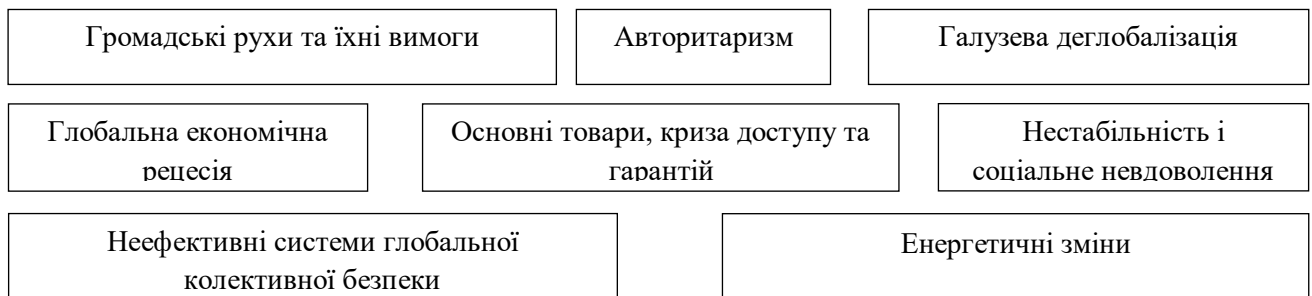 Громадські рухи та їхні вимоги
Авторитаризм
Галузева деглобалізація
Глобальна економічна
рецесія
Основні товари, криза доступу та
гарантій
Нестабільність і
соціальне невдоволення
Неефективні системи глобальної
колективної безпеки
Енергетичні зміни